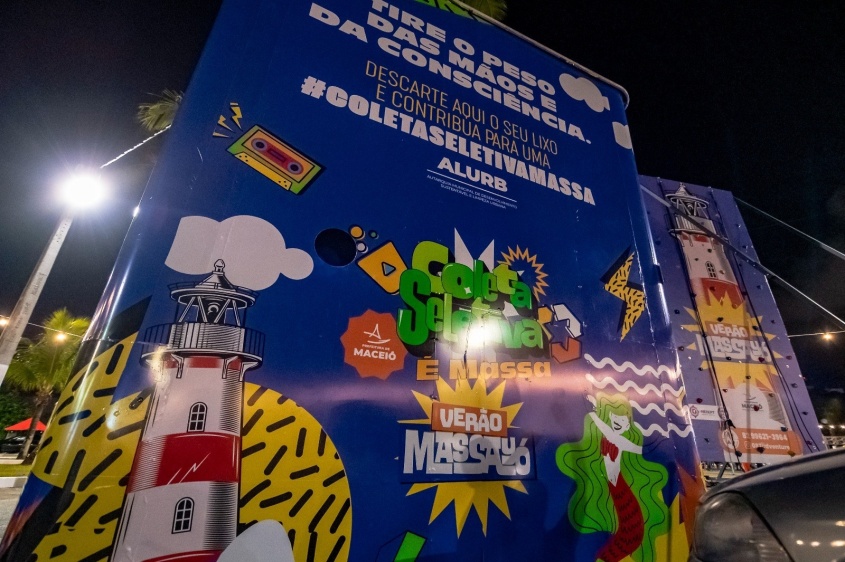 TIRE O PESO
DAS MÃOS E
DA CONSCIÊNCIA.
DESCARTE AQUI O SEU LIXO
E CONTRIBUA PARA UMA
#COLETASELETIVAMASSA
ALURB
Coleta
Seletiva
É Massa
PREFEITURA DE
MACEIÓ
VERÃO
MASSAYÓ
VERÃO
MASSAYÓ